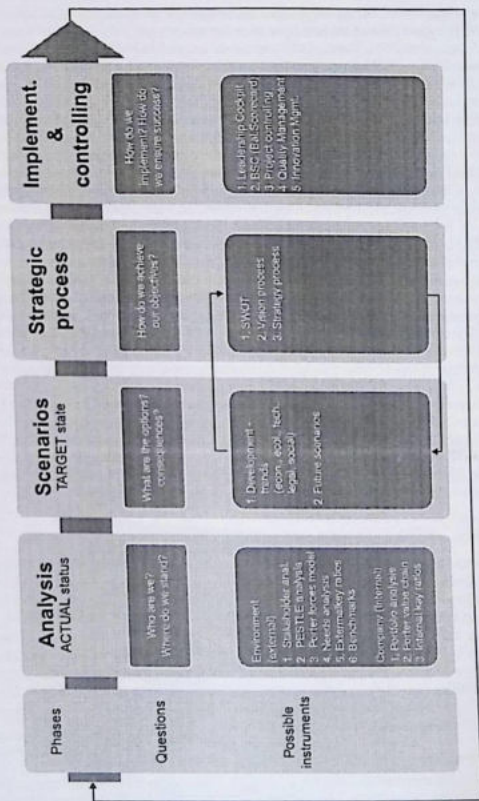 Phases
Questions
Possible
instruments
Analysis
ACTUAL status
Who are we?
Where do we stand?
Environment
(external)
1. Stakeholder anal.
2. PESTLE analysis
3. Porter forces model
4. Needs analysis
5. Extermallory ratios
6. Benchmarks
Company (Internal)
1. Portfolio analysis
2. Porter value chain
3. Internal key ratios
Scenarios
TARGET state
What are the options?
consequences?
1. Development -
trends
(econ., ecol., tech-
legal, social)
2. Future scenarios
Strategic
process
How do we achieve
our objectives?
1. SWOT
2. Vision process
3. Strategy process
Implement.
&
controlling
How do we
implement? How do
we ensure success?
1. Leadership Cockpit
2. BSC (Bal. Scorecard)
3. Project controlling
4. Quality Management
5. Innovation Mgmt.